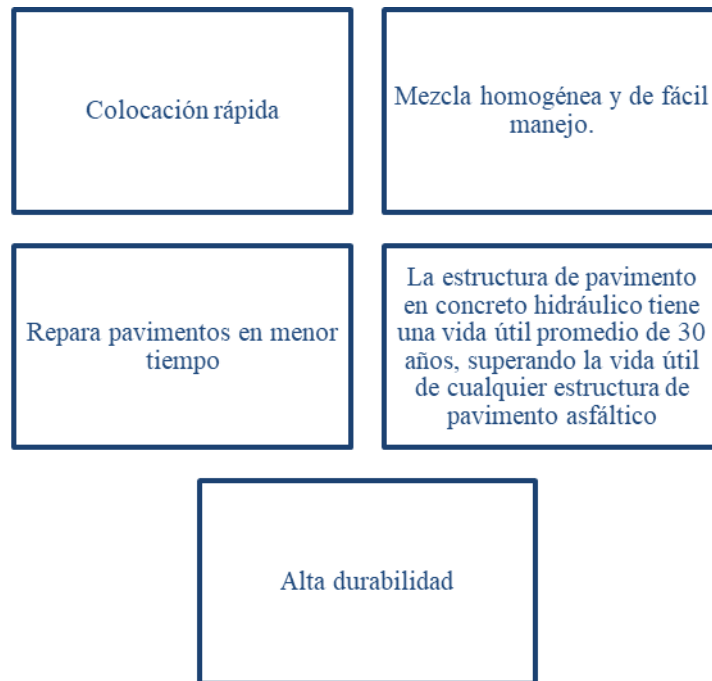 Colocación rápida
Mezcla homogénea y de fácil
manejo.
Repara pavimentos en menor
tiempo
La estructura de pavimento
en concreto hidráulico tiene
una vida útil promedio de 30
años, superando la vida útil
de cualquier estructura de
pavimento asfáltico
Alta durabilidad